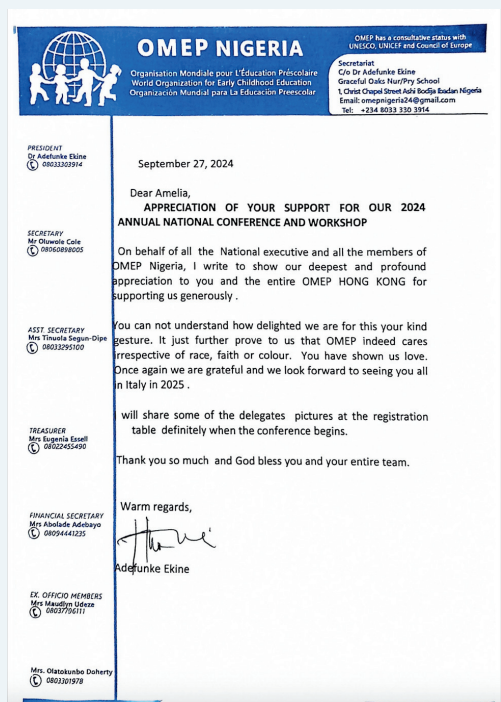 OMEP NIGERIA
Organisation Mondiale pour L'Éducation Préscolaire
World Organization for Early Childhood Education
Organización Mundial para La Educación Preescolar
OMEP has a consultative status with
UNESCO, UNICEF and Council of Europe
Secretariat
C/o Dr Adefunke Ekine
Graceful Oaks Nur/Pry School
1, Christ Chapel Street Ashi Bodija Ibadan Nigeria
Email: omepnigeria24@gmail.com
Tel: +234 8033 330 3914
PRESIDENT
Dr Adefunke Ekine
08033303914
SECRETARY
Mr Oluwole Cole
08060898005
ASST. SECRETARY
Mrs Tinuola Segun-Dipe
08033295100
TREASURER
Mrs Eugenia Essell
08022455490
FINANCIAL SECRETARY
Mrs Abolade Adebayo
08094441235
EX. OFFICIO MEMBERS
Mrs Maudlyn Udeze
08037796111
Mrs. Olatokunbo Doherty
0803301978
September 27, 2024
Dear Amelia,
APPRECIATION OF YOUR SUPPORT FOR OUR 2024
ANNUAL NATIONAL CONFERENCE AND WORKSHOP
On behalf of all the National executive and all the members of
OMEP Nigeria, I write to show our deepest and profound
appreciation to you and the entire OMEP HONG KONG for
supporting us generously .
You can not understand how delighted we are for this your kind
gesture. It just further prove to us that OMEP indeed cares
irrespective of race, faith or colour. You have shown us love.
Once again we are grateful and we look forward to seeing you all
in Italy in 2025 .
will share some of the delegates pictures at the registration
table definitely when the conference begins.
Thank you so much and God bless you and your entire team.
Warm regards,
Adefunke Ekine